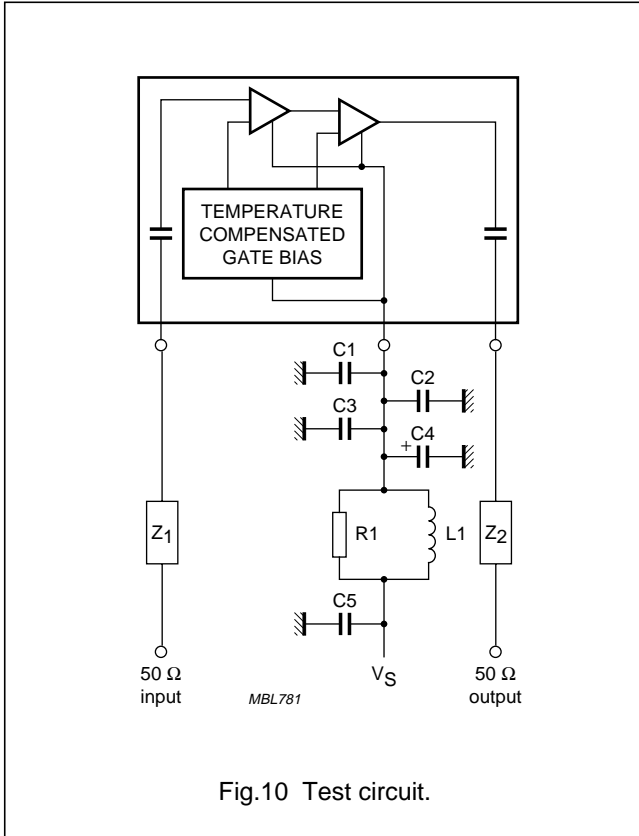 TEMPERATURE
COMPENSATED
GATE BIAS
C1
C2
C3
C4
+
R1
L1
Z1
Z2
C5
50 Ω
input
MBL781
VS
50 Ω
output
Fig.10 Test circuit.